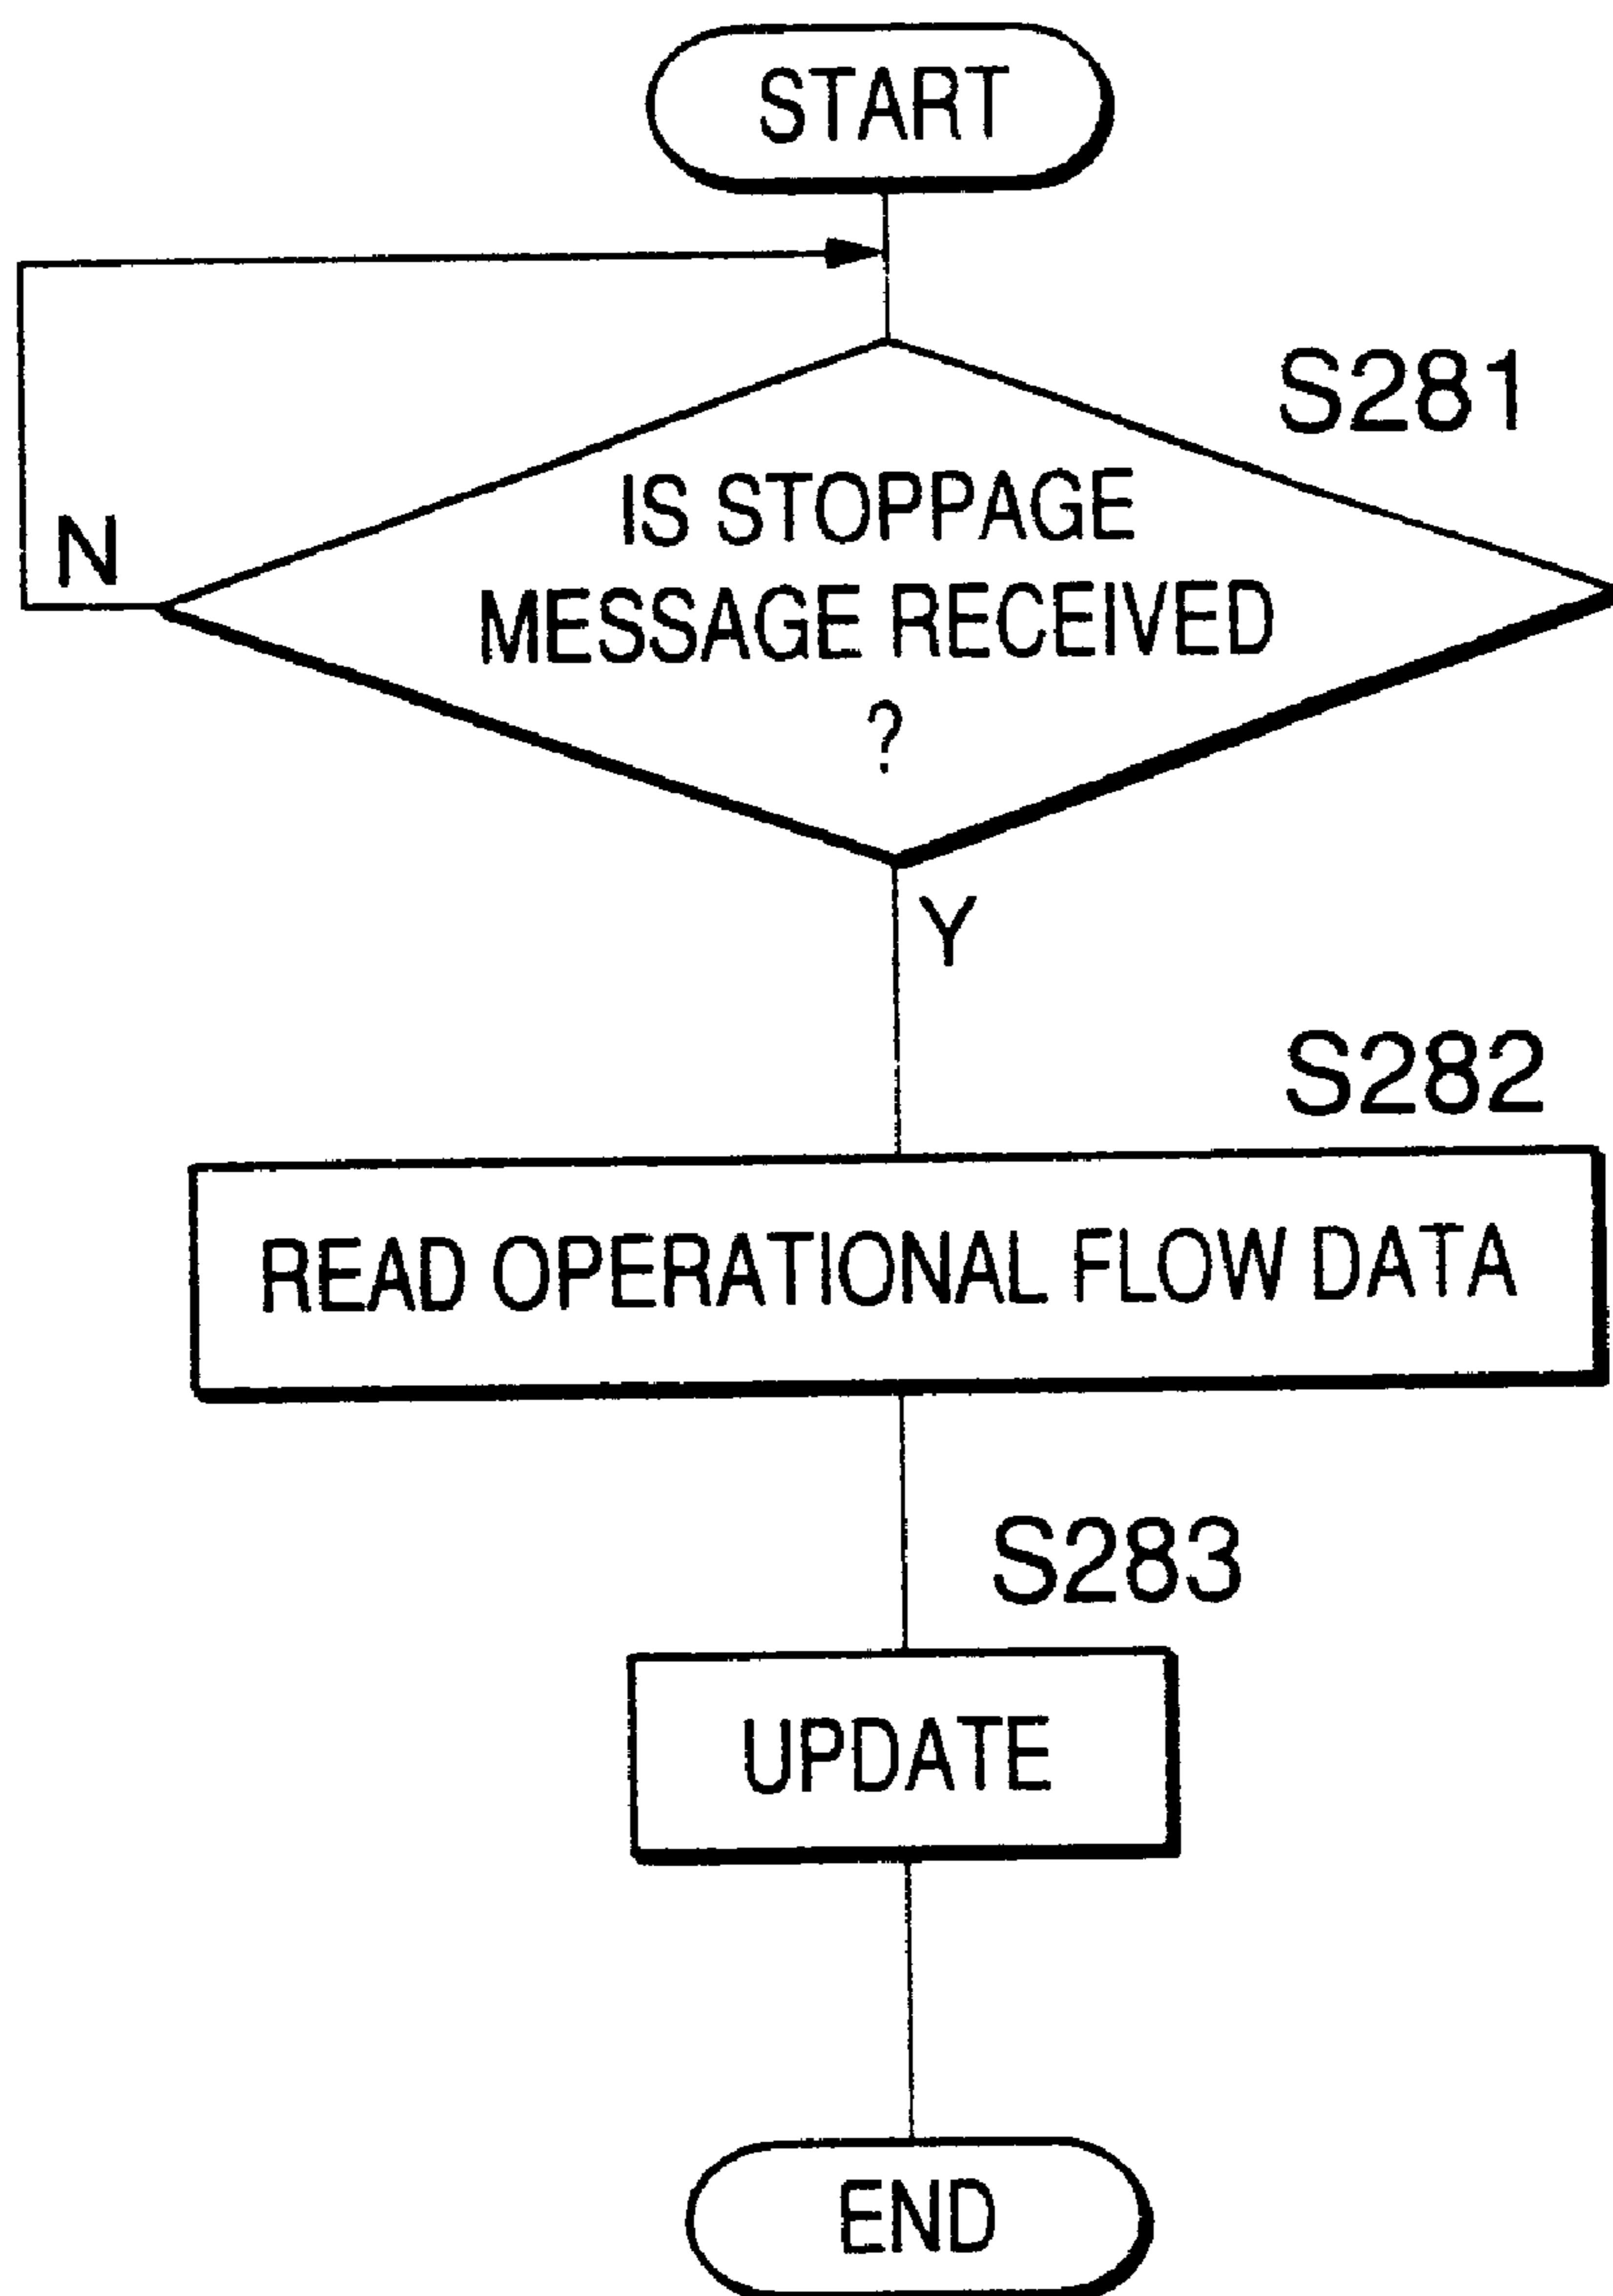 START
S281
IS STOPPAGE
MESSAGE RECEIVED
?
N
Y
S282
READ OPERATIONAL FLOW DATA
S283
UPDATE
END